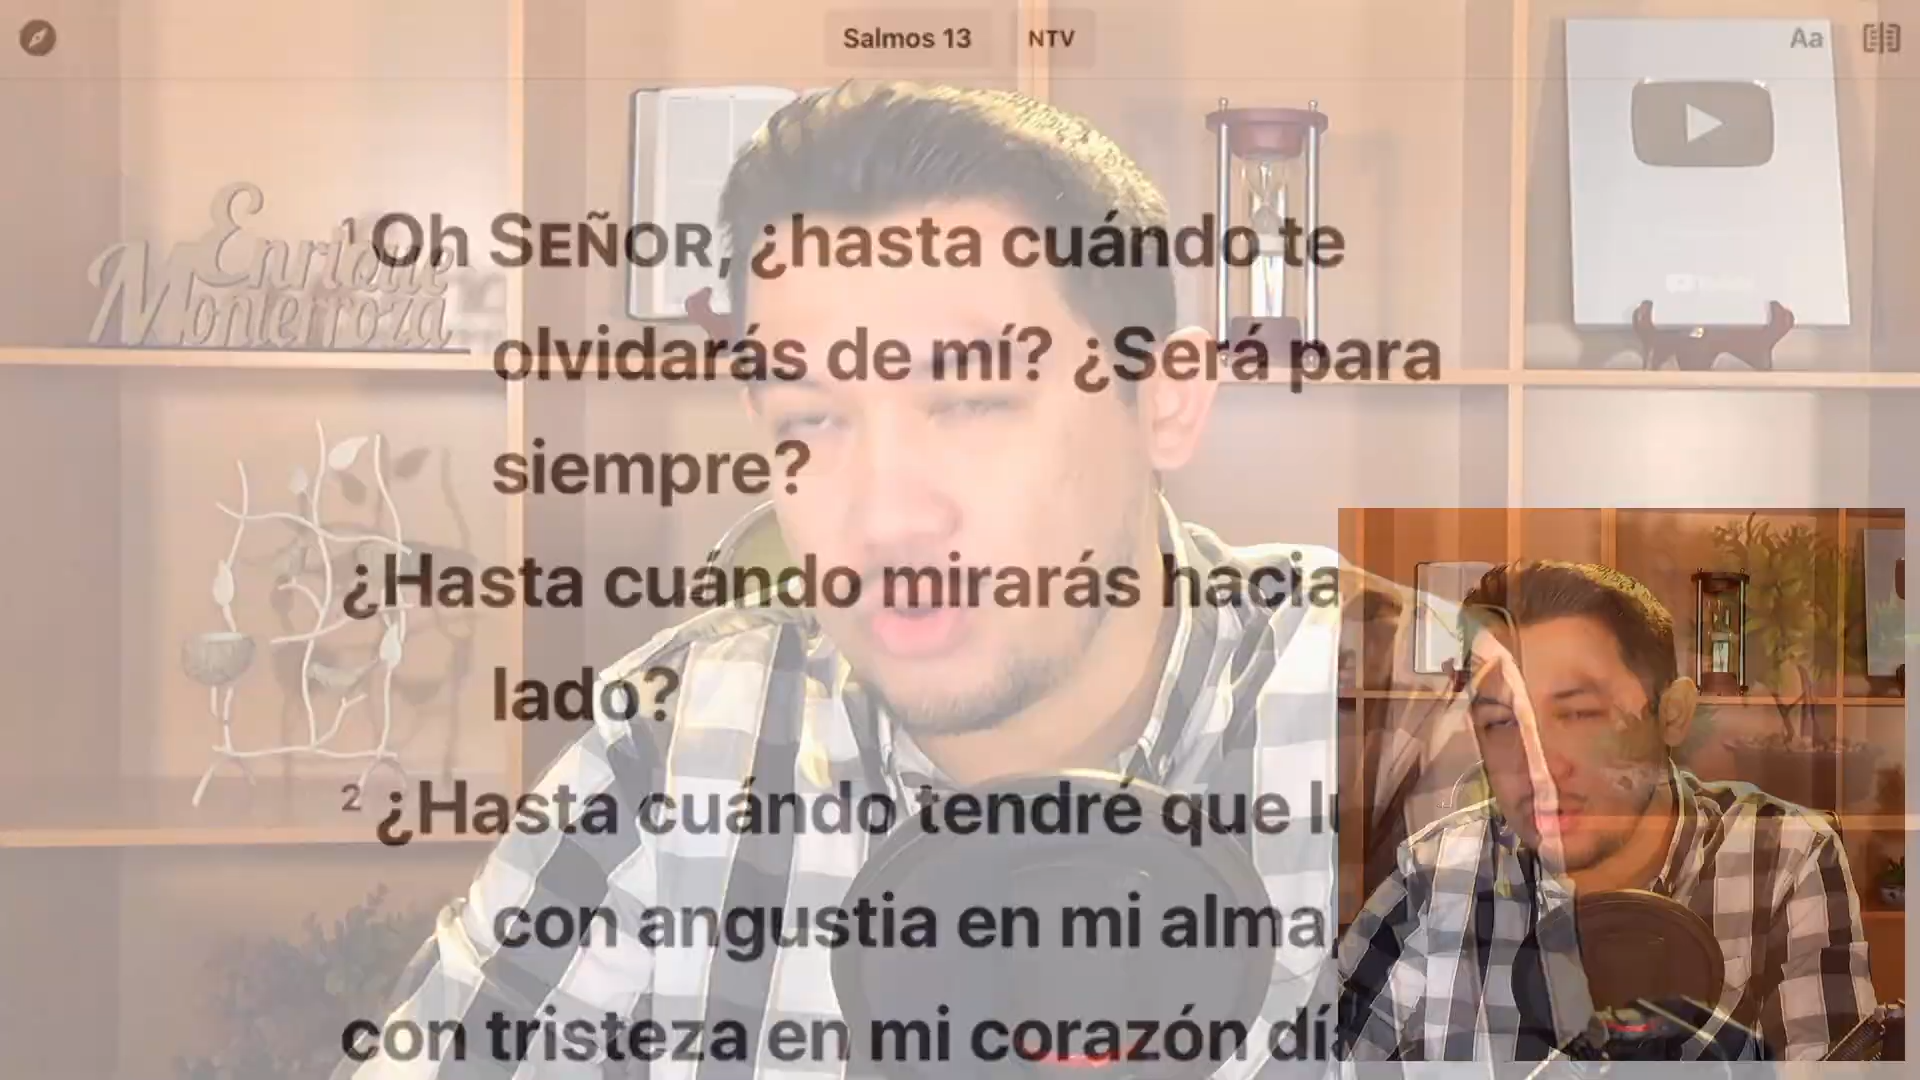 Salmos 13 NTV Aa
Enrique
Monterroza
1 Oh SEÑOR, ¿hasta cuándo te
olvidarás de mí? ¿Será para
siempre?
¿Hasta cuándo mirarás hacia
lado?
2 ¿Hasta cuándo tendré que
con angustia en mi alma,
con tristeza en mi corazón